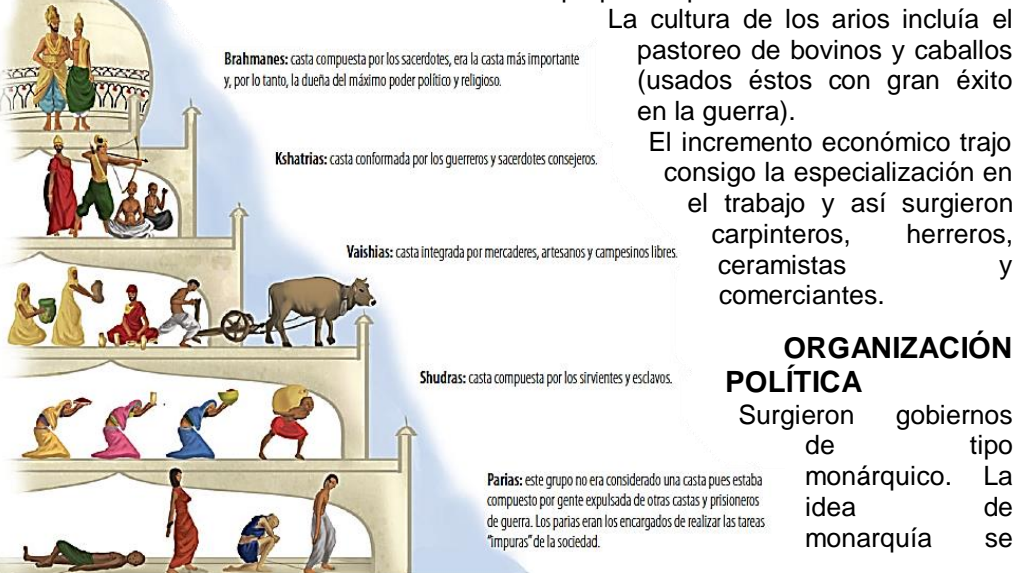 La cultura de los arios incluía el
pastoreo de bovinos y caballos
(usados éstos con gran éxito
en la guerra).
El incremento económico trajo
consigo la especialización en
el trabajo y así surgieron
carpinteros, herreros,
ceramistas y
comerciantes.
Brahmanes: casta compuesta por los sacerdotes, era la casta más importante
y, por lo tanto, la dueña del máximo poder político y religioso.
Kshatrias: casta conformada por los guerreros y sacerdotes consejeros.
Vaishias: casta integrada por mercaderes, artesanos y campesinos libres.
Shudras: casta compuesta por los sirvientes y esclavos.
Parias: este grupo no era considerado una casta pues estaba
compuesto por gente expulsada de otras castas y prisioneros
de guerra. Los parias eran los encargados de realizar las tareas
"impuras" de la sociedad.
ORGANIZACIÓN
POLÍTICA
Surgieron gobiernos
de tipo
monárquico. La
idea de
monarquía se